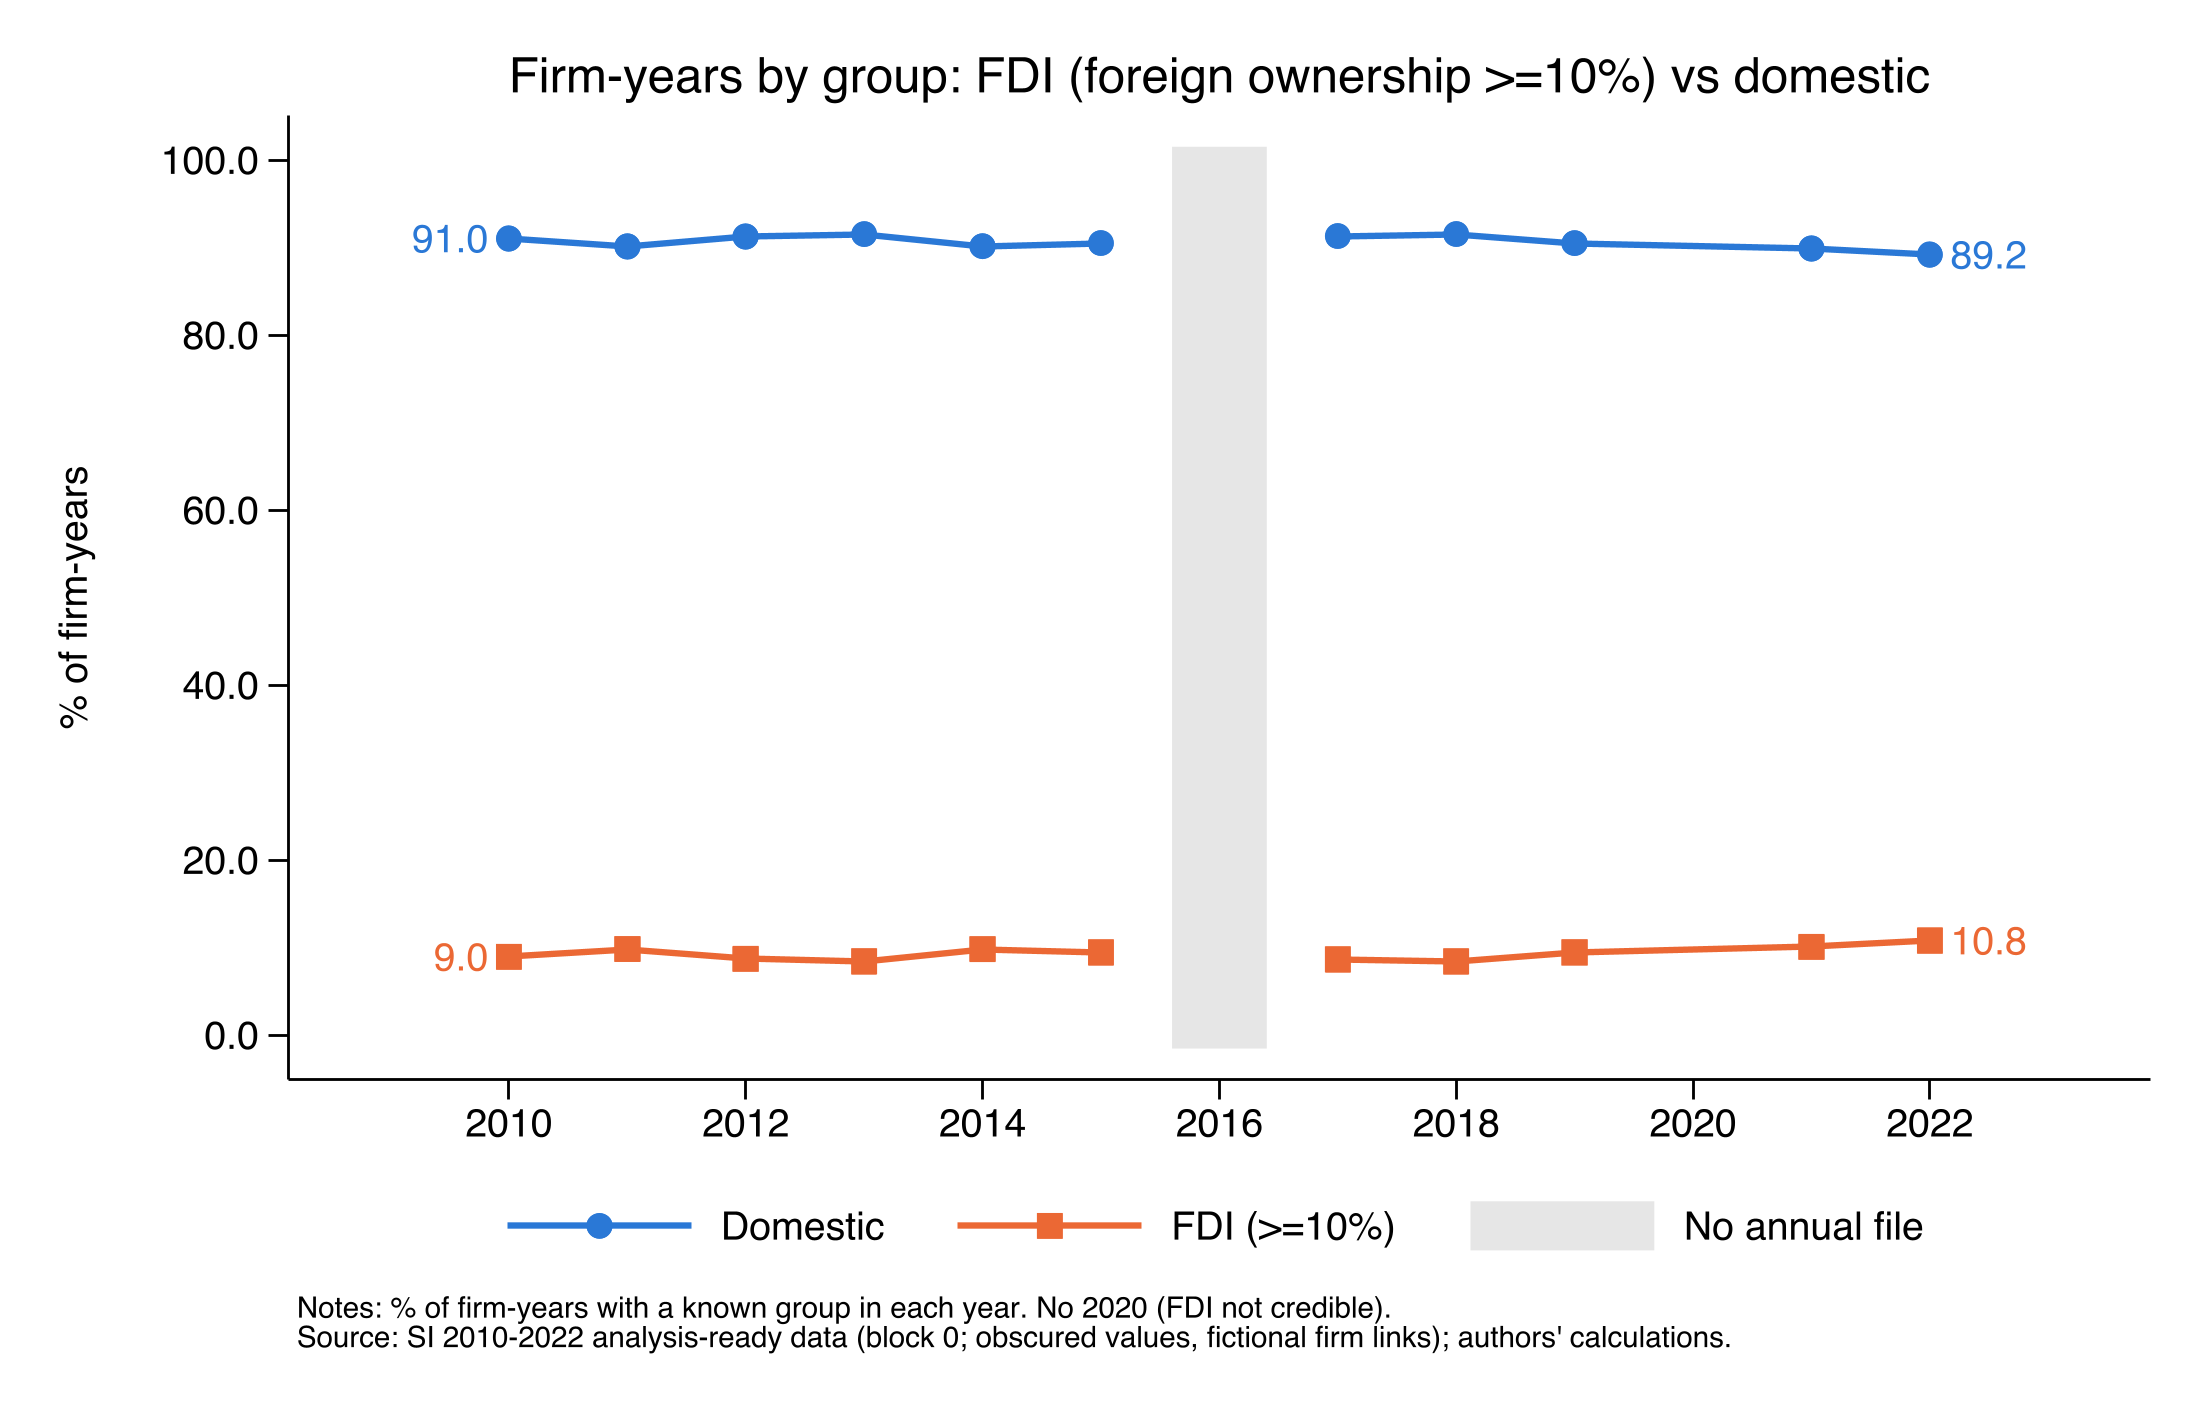 Firm-years by group: FDI (foreign ownership >=10%) vs domestic
% of firm-years
100.0
80.0
60.0
40.0
20.0
0.0
91.0
89.2
9.0
10.8
2010 2012 2014 2016 2018 2020 2022
Domestic FDI (>=10%) No annual file
Notes: % of firm-years with a known group in each year. No 2020 (FDI not credible).
Source: SI 2010-2022 analysis-ready data (block 0; obscured values, fictional firm links); authors' calculations.